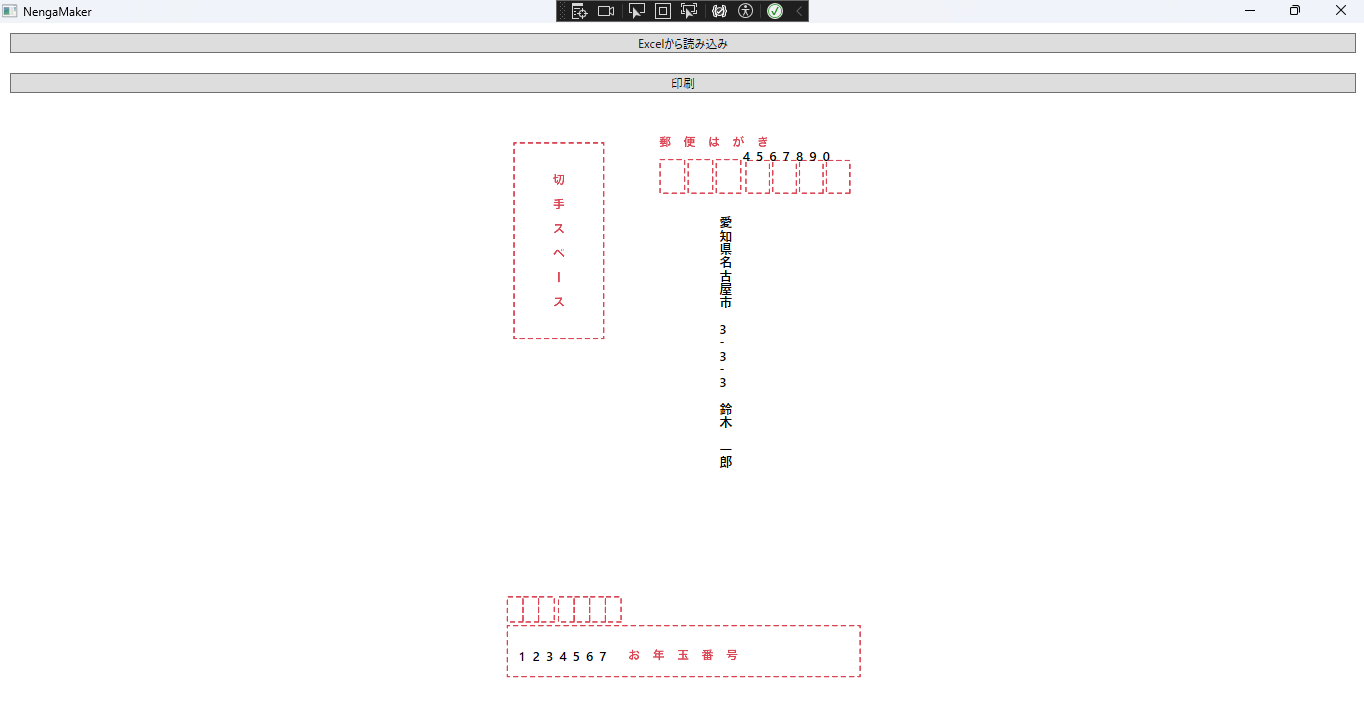 NengaMaker
Excelから読み込み
印刷
郵便はがき
4567890
切手スペース
愛知県名古屋市 3-3-3 鈴木 一郎
1234567
お年玉番号